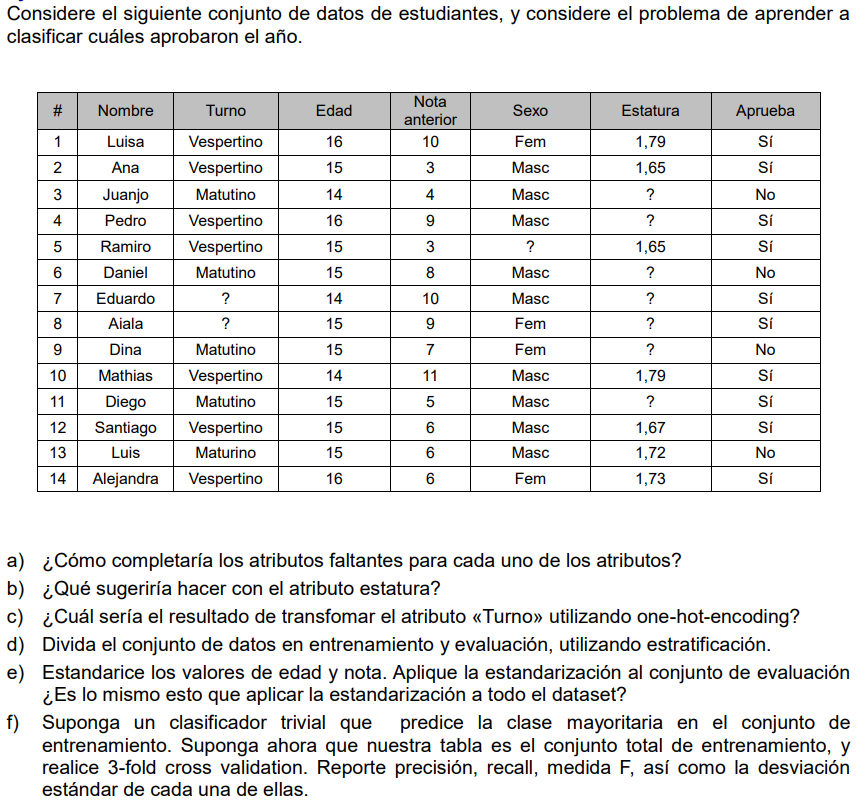 Considere el siguiente conjunto de datos de estudiantes, y considere el problema de aprender a
clasificar cuáles aprobaron el año.
# Nombre Turno Edad Nota anterior Sexo Estatura Aprueba
1 Luisa Vespertino 16 10 Fem 1,79 Sí
2 Ana Vespertino 15 3 Masc 1,65 Sí
3 Juanjo Matutino 14 4 Masc ? No
4 Pedro Vespertino 16 9 Masc ? Sí
5 Ramiro Vespertino 15 3 ? 1,65 Sí
6 Daniel Matutino 15 8 Masc ? No
7 Eduardo ? 14 10 Masc ? Sí
8 Aiala ? 15 9 Fem ? Sí
9 Dina Matutino 15 7 Fem ? No
10 Mathias Vespertino 14 11 Masc 1,79 Sí
11 Diego Matutino 15 5 Masc ? Sí
12 Santiago Vespertino 15 6 Masc 1,67 Sí
13 Luis Maturino 15 6 Masc 1,72 No
14 Alejandra Vespertino 16 6 Fem 1,73 Sí
a) ¿Cómo completaría los atributos faltantes para cada uno de los atributos?
b) ¿Qué sugeriría hacer con el atributo estatura?
c) ¿Cuál sería el resultado de transfomar el atributo «Turno» utilizando one-hot-encoding?
d) Divida el conjunto de datos en entrenamiento y evaluación, utilizando estratificación.
e) Estandarice los valores de edad y nota. Aplique la estandarización al conjunto de evaluación
¿Es lo mismo esto que aplicar la estandarización a todo el dataset?
f) Suponga un clasificador trivial que predice la clase mayoritaria en el conjunto de
entrenamiento. Suponga ahora que nuestra tabla es el conjunto total de entrenamiento, y
realice 3-fold cross validation. Reporte precisión, recall, medida F, así como la desviación
estándar de cada una de ellas.